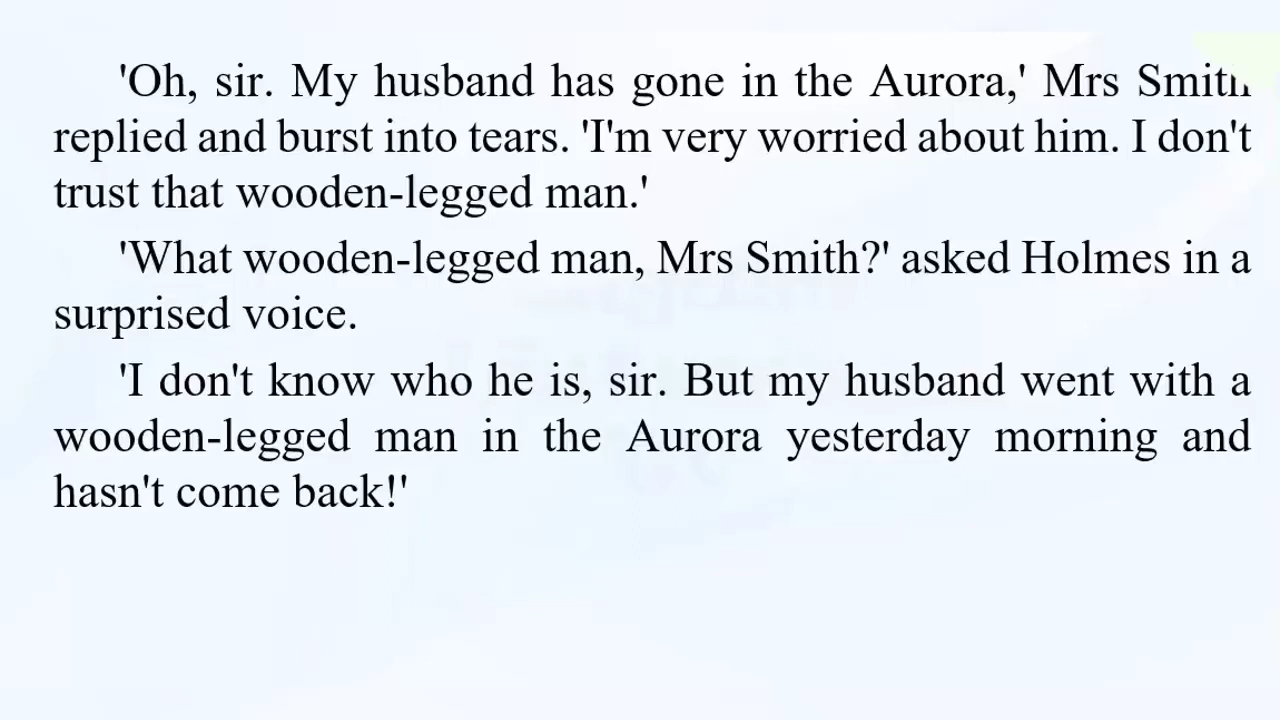 'Oh, sir. My husband has gone in the Aurora,' Mrs Smith
replied and burst into tears. 'I'm very worried about him. I don't
trust that wooden-legged man.'
'What wooden-legged man, Mrs Smith?' asked Holmes in a
surprised voice.
'I don't know who he is, sir. But my husband went with a
wooden-legged man in the Aurora yesterday morning and
hasn't come back!'